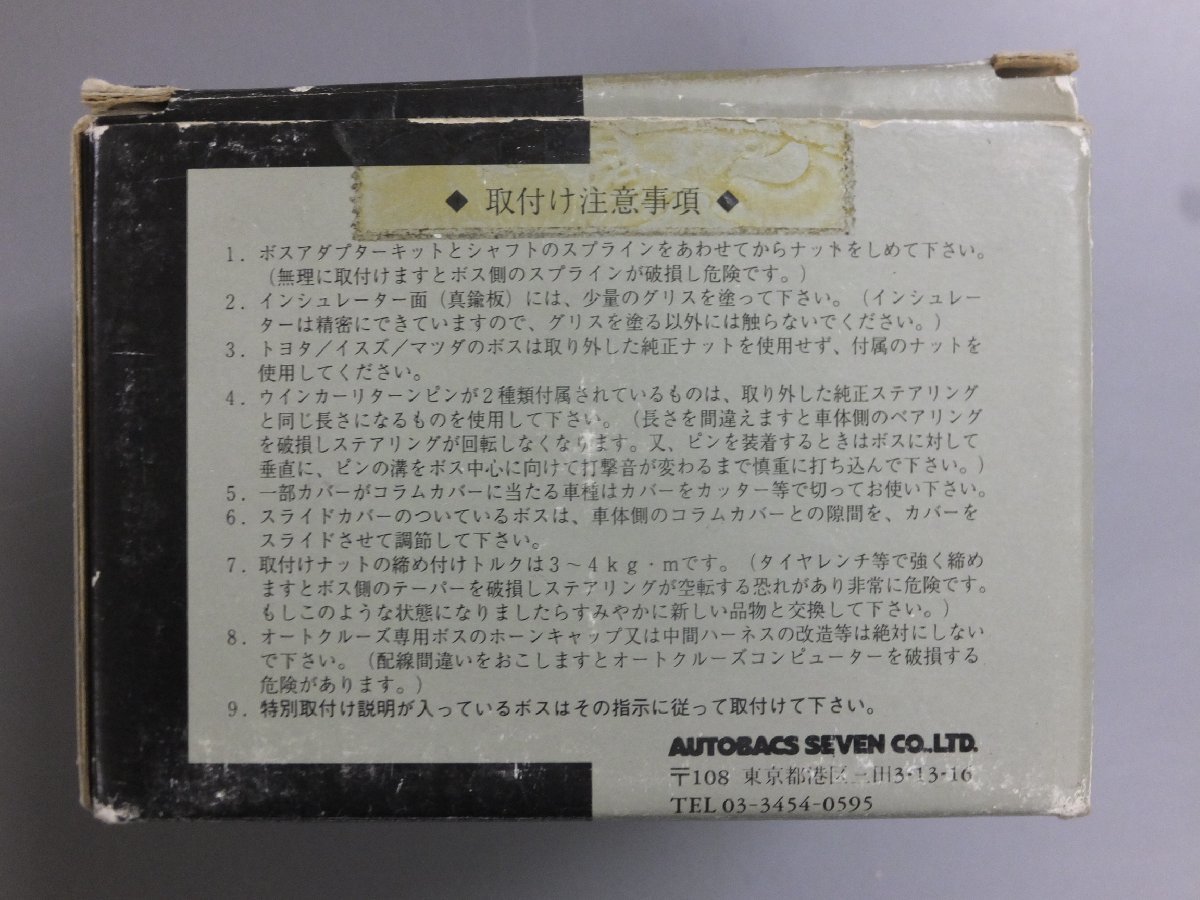 ◆ 取付け注意事項 ◆
1．ボスアダプターキットとシャフトのスプラインをあわせてからナットをしめて下さい。
（無理に取付けますとボス側のスプラインが破損し危険です。）
2．インシュレーター面（真鍮板）には、少量のグリスを塗って下さい。（インシュレー
ターは精密にできていますので、グリスを塗る以外には触らないでください。）
3．トヨタ／イスズ／マツダのボスは取り外した純正ナットを使用せず、付属のナットを
使用してください。
4．ウインカーリターンピンが2種類付属されているものは、取り外した純正ステアリング
と同じ長さになるものを使用して下さい。（長さを間違えますと車体側のベアリング
を破損しステアリングが回転しなくなります。又、ピンを装着するときはボスに対して
垂直に、ピンの溝をボス中心に向けて打撃音が変わるまで慎重に打ち込んで下さい。）
5．一部カバーがコラムカバーに当たる車種はカバーをカッター等で切ってお使い下さい。
6．スライドカバーのついているボスは、車体側のコラムカバーとの隙間を、カバーを
スライドさせて調節して下さい。
7．取付けナットの締め付けトルクは3～4kg・mです。（タイヤレンチ等で強く締め
ますとボス側のテーパーを破損しステアリングが空転する恐れがあり非常に危険です。
もしこのような状態になりましたらすみやかに新しい品物と交換して下さい。）
8．オートクルーズ専用ボスのホーンキャップ又は中間ハーネスの改造等は絶対にしない
で下さい。（配線間違いをおこしますとオートクルーズコンピューターを破損する
危険があります。）
9．特別取付け説明が入っているボスはその指示に従って取付けて下さい。
AUTOBACS SEVEN CO.,LTD.
〒108 東京都港区三田3-13-16
TEL 03-3454-0595